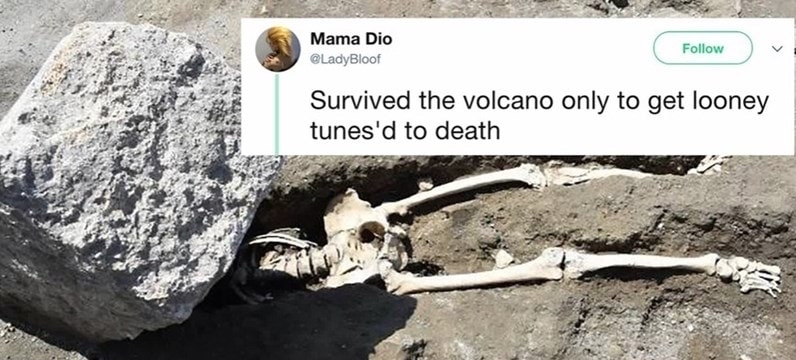 Mama Dio
@LadyBloof
Follow
Survived the volcano only to get looney
tunes'd to death